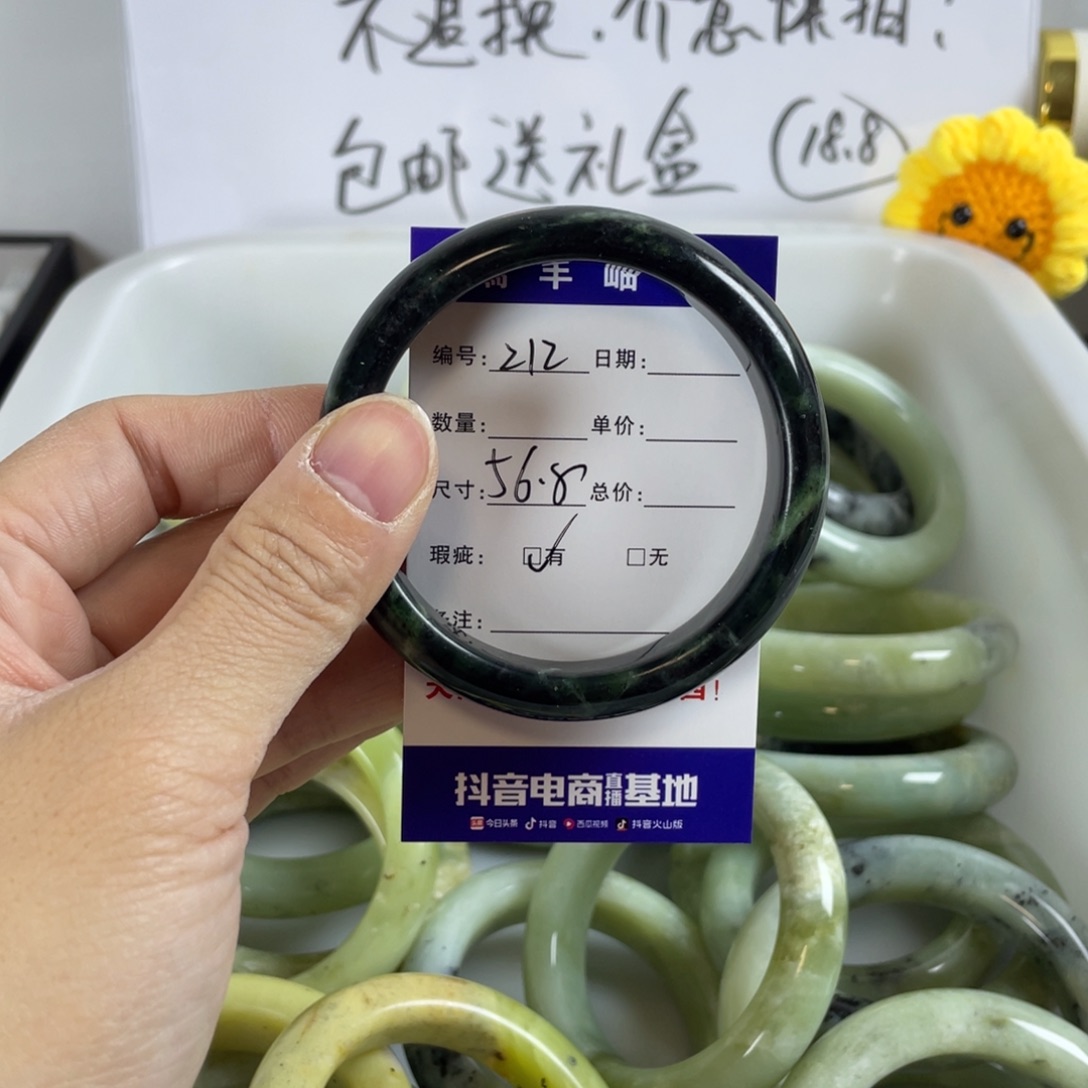 不退换.介意慎拍!
包邮送礼盒 (18.8)
编号: 212 日期:
数量: 单价:
尺寸: 56.8 总价:
瑕疵: ☑有 □无
注:
!
抖音电商直播基地
今日头条 抖音 西瓜视频 抖音火山版